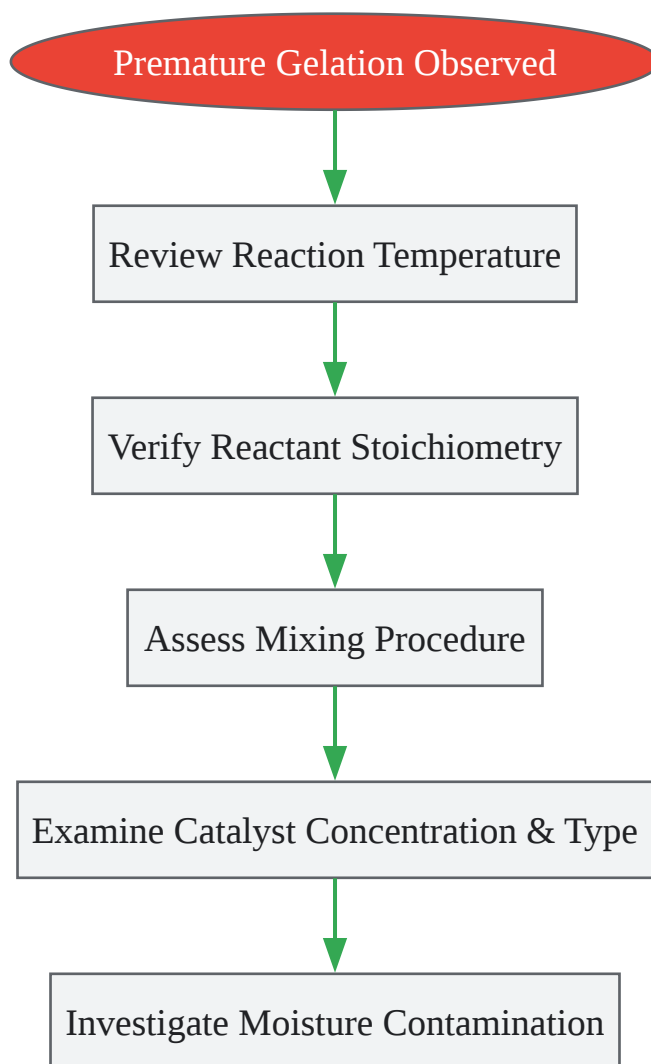 Premature Gelation Observed
Review Reaction Temperature
Verify Reactant Stoichiometry
Assess Mixing Procedure
Examine Catalyst Concentration & Type
Investigate Moisture Contamination